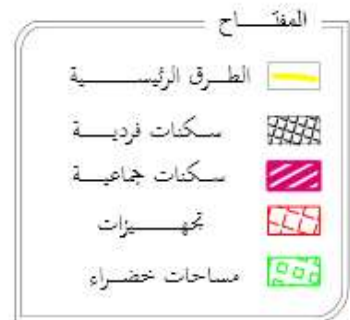 المفتاح
الطرق الرئيسية
سكنات فردية
سكنات جماعية
تجهيزات
مساحات خضراء